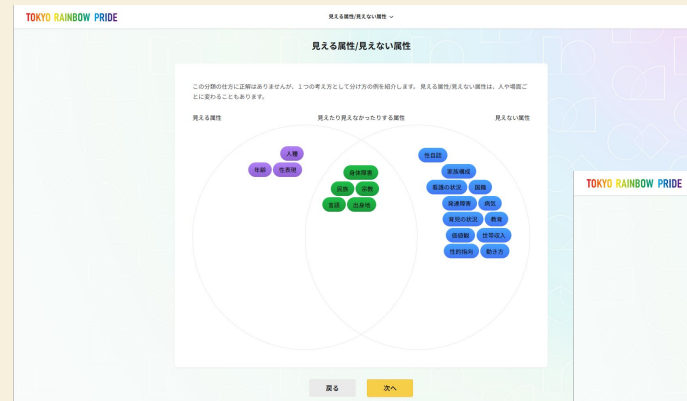 TOKYO RAINBOW PRIDE
見える属性/見えない属性
見える属性/見えない属性
この分類の仕方に正解はありませんが、１つの考え方として分け方の例を紹介します。 見える属性/見えない属性は、人や場面ご
とに変わることもあります。
見える属性 見えたり見えなかったりする属性 見えない属性
人種
年齢 性表現
身体障害
民族 宗教
言語 出身地
性自認
家族構成
看護の状況 国籍
発達障害 病気
育児の状況 教育
価値観 世帯収入
性的指向 働き方
戻る 次へ
TOKYO RAINBOW PRIDE